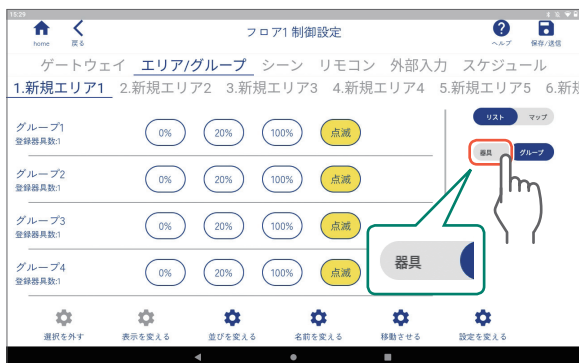 15:29
home
戻る
フロア1 制御設定
ヘルプ
保存/送信
ゲートウェイ エリア/グループ シーン リモコン 外部入力 スケジュール
1.新規エリア1 2.新規エリア2 3.新規エリア3 4.新規エリア4 5.新規エリア5 6.新規
リスト マップ
グループ1
登録器具数:1
0% 20% 100% 点滅
器具 グループ
グループ2
登録器具数:1
0% 20% 100% 点滅
グループ3
登録器具数:1
0% 20% 100% 点滅
グループ4
登録器具数:1
0% 20% 100% 点滅
器具
選択を外す 表示を変える 並びを変える 名前を変える 移動させる 設定を変える